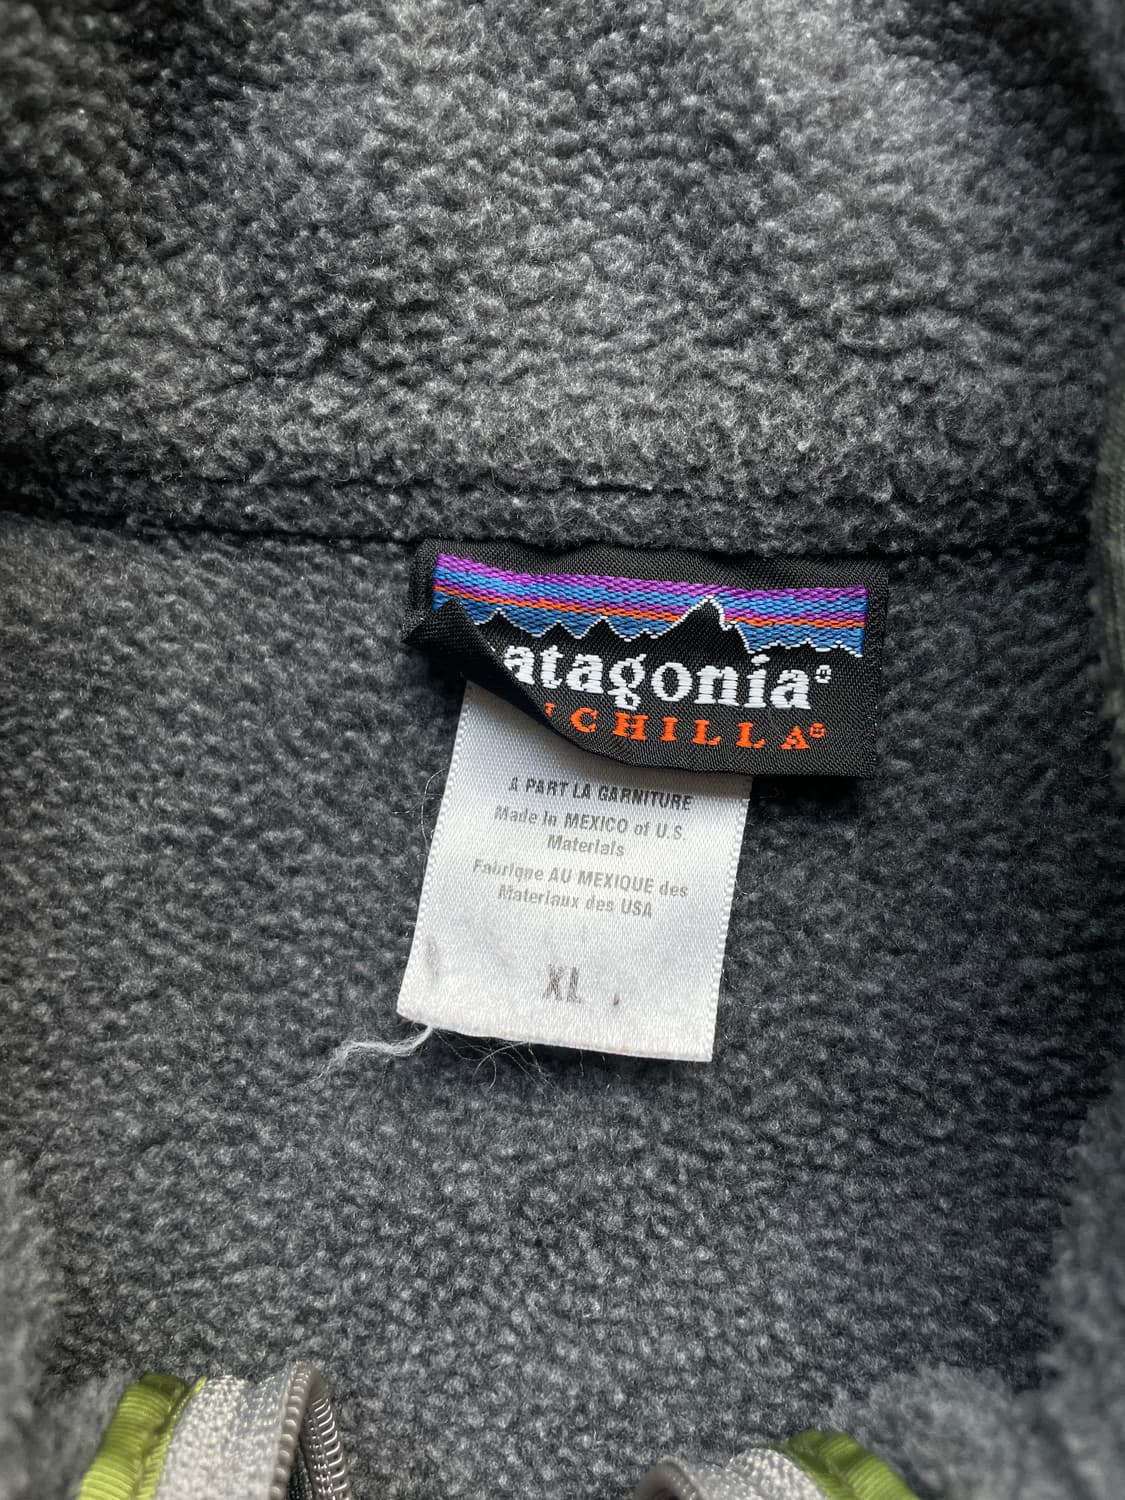 atagonia®
CHILLA®
A PART LA GARNITURE
Made In MEXICO of U.S.
Materials
Fabrique AU MEXIQUE des
Materiaux des USA
XL